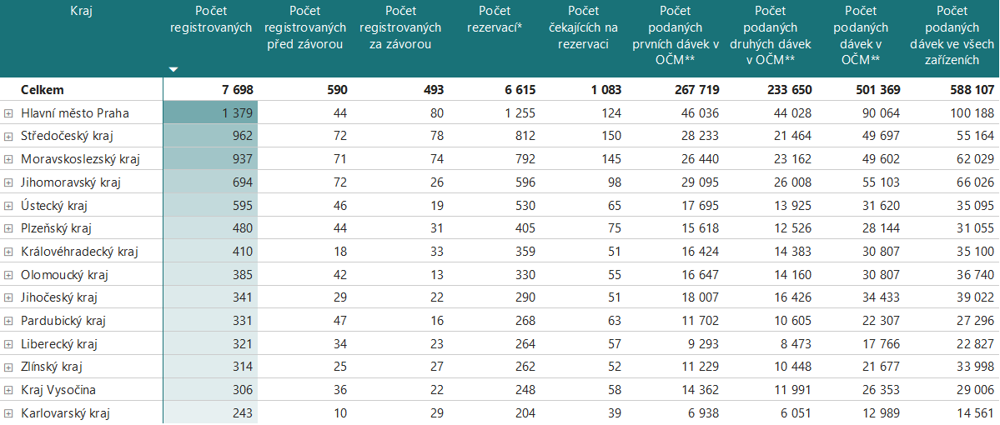 Kraj Počet registrovaných Počet registrovaných před závorou Počet registrovaných za závorou Počet rezervací* Počet čekajících na rezervaci Počet podaných prvních dávek v OČM** Počet podaných druhých dávek v OČM** Počet podaných dávek v OČM** Počet podaných dávek ve všech zařízeních
Celkem 7 698 590 493 6 615 1 083 267 719 233 650 501 369 588 107
Hlavní město Praha 1 379 44 80 1 255 124 46 036 44 028 90 064 100 188
Středočeský kraj 962 72 78 812 150 28 233 21 464 49 697 55 164
Moravskoslezský kraj 937 71 74 792 145 26 440 23 162 49 602 62 029
Jihomoravský kraj 694 72 26 596 98 29 095 26 008 55 103 66 026
Ústecký kraj 595 46 19 530 65 17 695 13 925 31 620 35 095
Plzeňský kraj 480 44 31 405 75 15 618 12 526 28 144 31 055
Královéhradecký kraj 410 18 33 359 51 16 424 14 383 30 807 35 100
Olomoucký kraj 385 42 13 330 55 16 647 14 160 30 807 36 740
Jihočeský kraj 341 29 22 290 51 18 007 16 426 34 433 39 022
Pardubický kraj 331 47 16 268 63 11 702 10 605 22 307 27 296
Liberecký kraj 321 34 23 264 57 9 293 8 473 17 766 22 827
Zlínský kraj 314 25 27 262 52 11 229 10 448 21 677 33 998
Kraj Vysočina 306 36 22 248 58 14 362 11 991 26 353 29 006
Karlovarský kraj 243 10 29 204 39 6 938 6 051 12 989 14 561